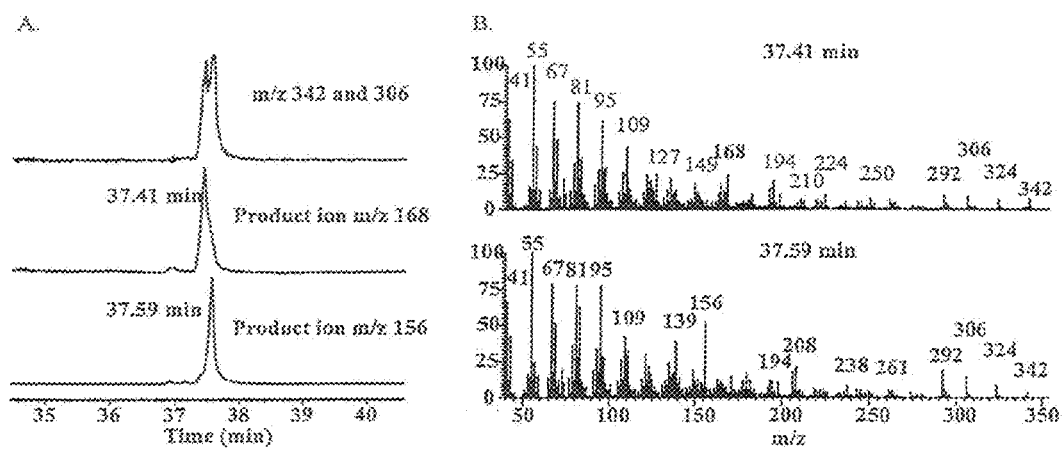 A.
m/z 342 and 306
37.41 min
Product ion m/z 168
37.59 min
Product ion m/z 156
35 36 37 38 39 40
Time (min)
B.
37.41 min
100
75
50
25
0
41 55 67 81 95 109 127 149 168 194 210 224 250 292 306 324 342
37.59 min
100
75
50
25
0
41 55 67 81 95 109 139 156 194 208 238 261 292 306 324 342
50 100 150 200 250 300 350
m/z